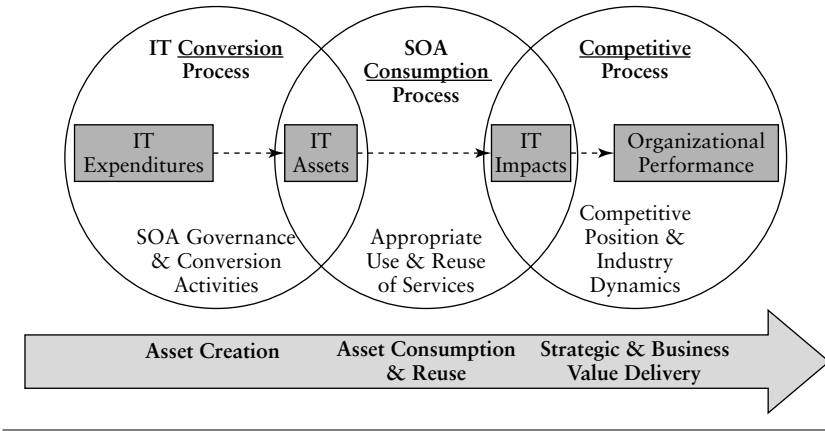 IT Conversion
Process
SOA
Consumption
Process
Competitive
Process
IT
Expenditures
IT
Assets
IT
Impacts
Organizational
Performance
SOA Governance
& Conversion
Activities
Appropriate
Use & Reuse
of Services
Competitive
Position &
Industry
Dynamics
Asset Creation
Asset Consumption
& Reuse
Strategic & Business
Value Delivery